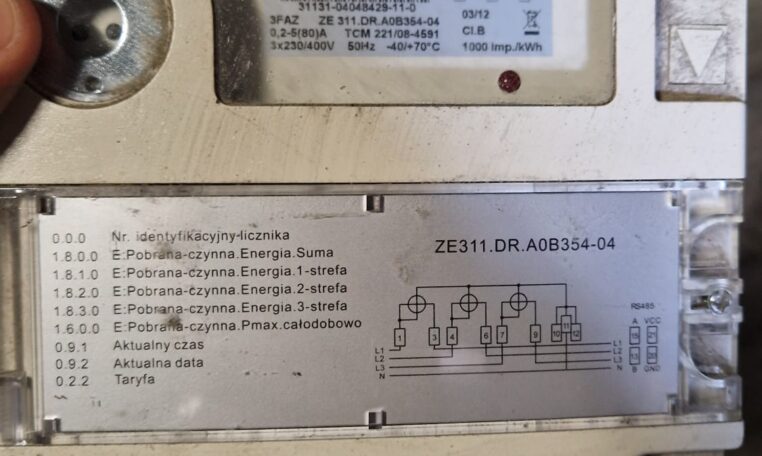 31131-04048429-11-0
3FAZ ZE 311.DR.A0B354-04 03/12
0,2-5(80)A TCM 221/08-4591 Cl.B
3x230/400V 50Hz -40/+70°C 1000 Imp./kWh
0.0.0 Nr. identyfikacyjny-licznika
1.8.0.0 E:Pobrana-czynna.Energia.Suma
1.8.1.0 E:Pobrana-czynna.Energia.1-strefa
1.8.2.0 E:Pobrana-czynna.Energia.2-strefa
1.8.3.0 E:Pobrana-czynna.Energia.3-strefa
1.6.0.0 E:Pobrana-czynna.Pmax.całodobowo
0.9.1 Aktualny czas
0.9.2 Aktualna data
0.2.2 Taryfa
ZE311.DR.A0B354-04
RS485
A VCC
1 3 4 6 7 9 10 11 12
L1 L1
L2 L2
L3 L3
N N
B GND